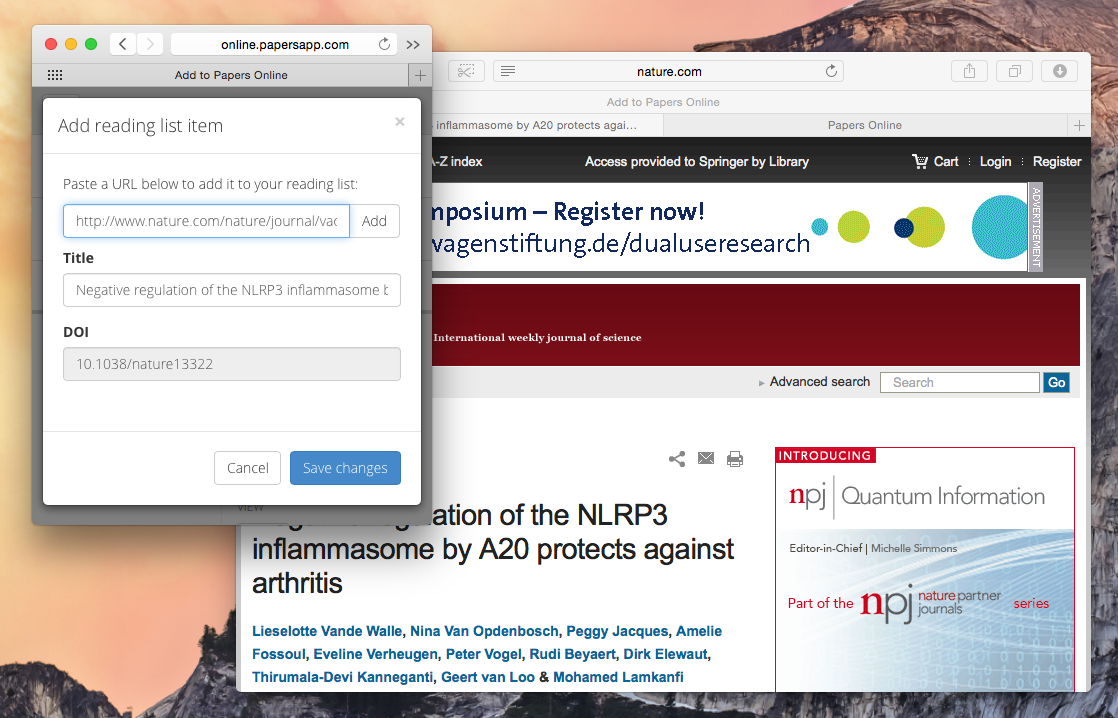 online.papersapp.com
Add to Papers Online
Add reading list item
×
Paste a URL below to add it to your reading list:
http://www.nature.com/nature/journal/vac
Add
Title
Negative regulation of the NLRP3 inflammasome b
DOI
10.1038/nature13322
Cancel
Save changes
VIEW
nature.com
Add to Papers Online
inflammasome by A20 protects agai...
Papers Online
A-Z index
Access provided to Springer by Library
Cart
Login
Register
mposium – Register now!
wagenstiftung.de/dualuseresearch
ADVERTISEMENT
International weekly journal of science
Advanced search
Search
Go
of the NLRP3
inflammasome by A20 protects against
arthritis
Lieselotte Vande Walle, Nina Van Opdenbosch, Peggy Jacques, Amelie
Fossoul, Eveline Verheugen, Peter Vogel, Rudi Beyaert, Dirk Elewaut,
Thirumala-Devi Kanneganti, Geert van Loo & Mohamed Lamkanfi
INTRODUCING
npj Quantum Information
Editor-in-Chief | Michelle Simmons
Part of the npj nature partner journals series